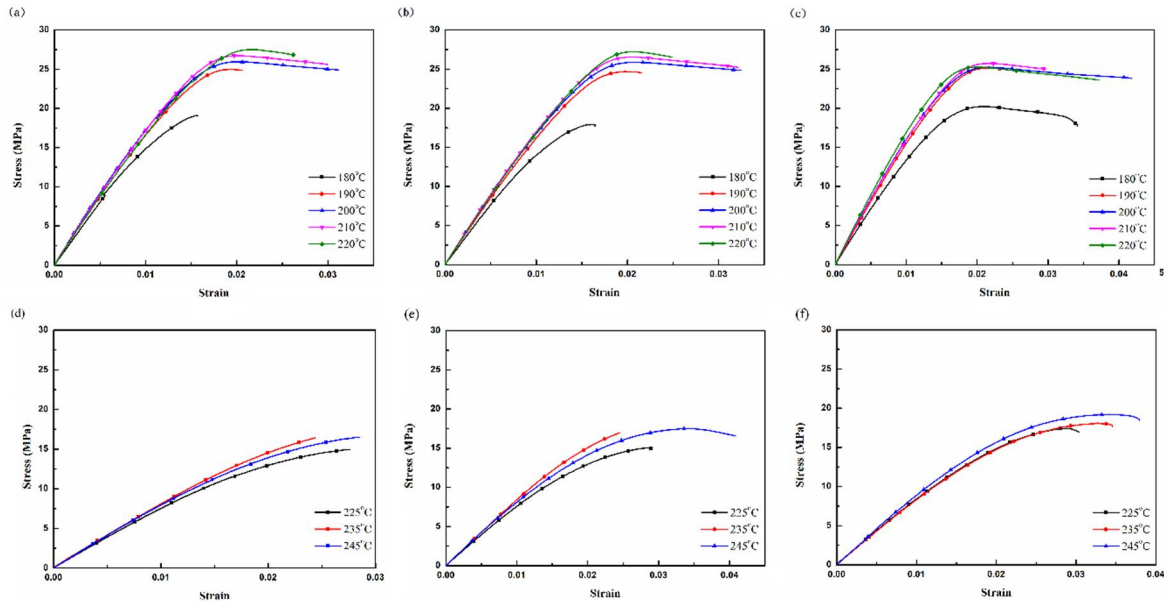 (a)
30
25
20
15
10
5
0
Stress (MPa)
180°C
190°C
200°C
210°C
220°C
0.00 0.01 0.02 0.03
Strain
(b)
30
25
20
15
10
5
0
Stress (MPa)
180°C
190°C
200°C
210°C
220°C
0.00 0.01 0.02 0.03
Strain
(c)
30
25
20
15
10
5
0
Stress (MPa)
180°C
190°C
200°C
210°C
220°C
0.00 0.01 0.02 0.03 0.04 5
Strain
(d)
30
25
20
15
10
5
0
Stress (MPa)
225°C
235°C
245°C
0.00 0.01 0.02 0.03
Strain
(e)
30
25
20
15
10
5
0
Stress (MPa)
225°C
235°C
245°C
0.00 0.01 0.02 0.03 0.04
Strain
(f)
30
25
20
15
10
5
0
Stress (MPa)
225°C
235°C
245°C
0.00 0.01 0.02 0.03 0.04
Strain